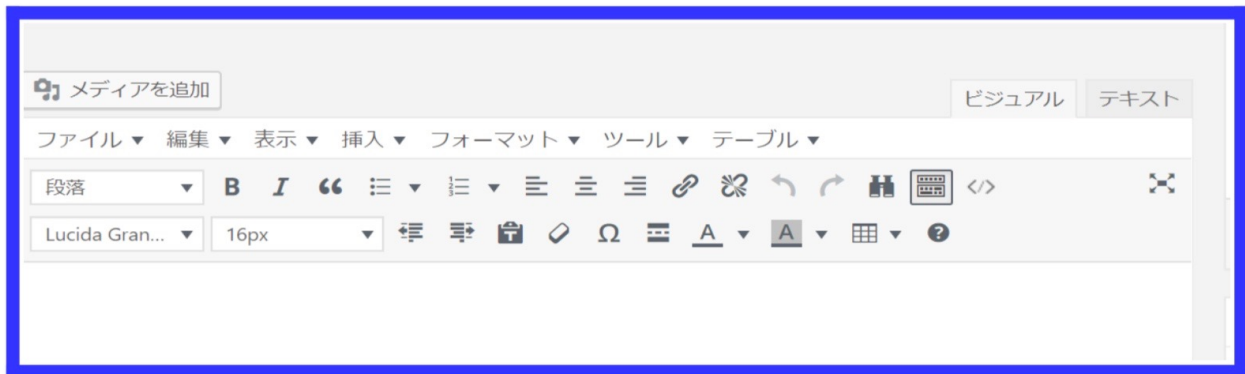 メディアを追加
ビジュアル テキスト
ファイル 編集 表示 挿入 フォーマット ツール テーブル
段落
Lucida Gran... 16px